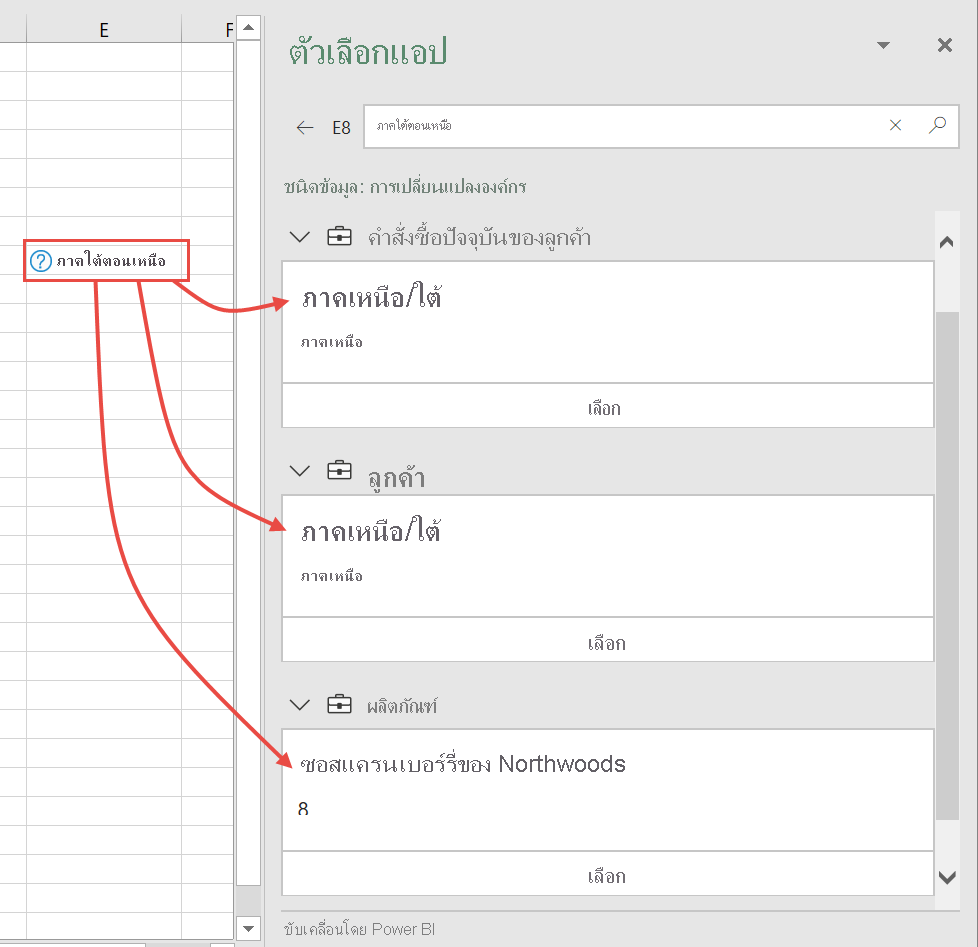 E
F
ตัวเลือกแอป
E8
ภาคใต้ตอนเหนือ
ชนิดข้อมูล: การเปลี่ยนแปลงองค์กร
คำสั่งซื้อปัจจุบันของลูกค้า
ภาคใต้ตอนเหนือ
ภาคเหนือ/ใต้
ภาคเหนือ
เลือก
ลูกค้า
ภาคเหนือ/ใต้
ภาคเหนือ
เลือก
ผลิตภัณฑ์
ซอสแครนเบอร์รี่ของ Northwoods
8
เลือก
ขับเคลื่อนโดย Power BI